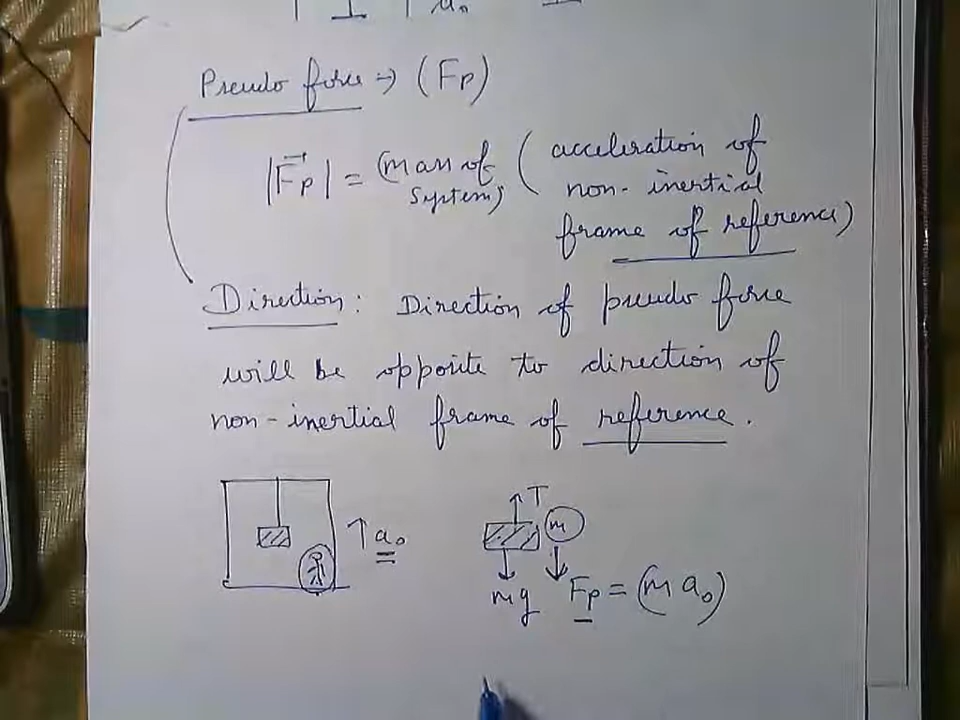 a₀
Pseudo force → (Fp)
|F⃗p| = (mass of system) (acceleration of
non-inertial
frame of reference)
Direction: Direction of pseudo force
will be opposite to direction of
non-inertial frame of reference.
↑ a₀
↑ T m
mg Fp = (m a₀)